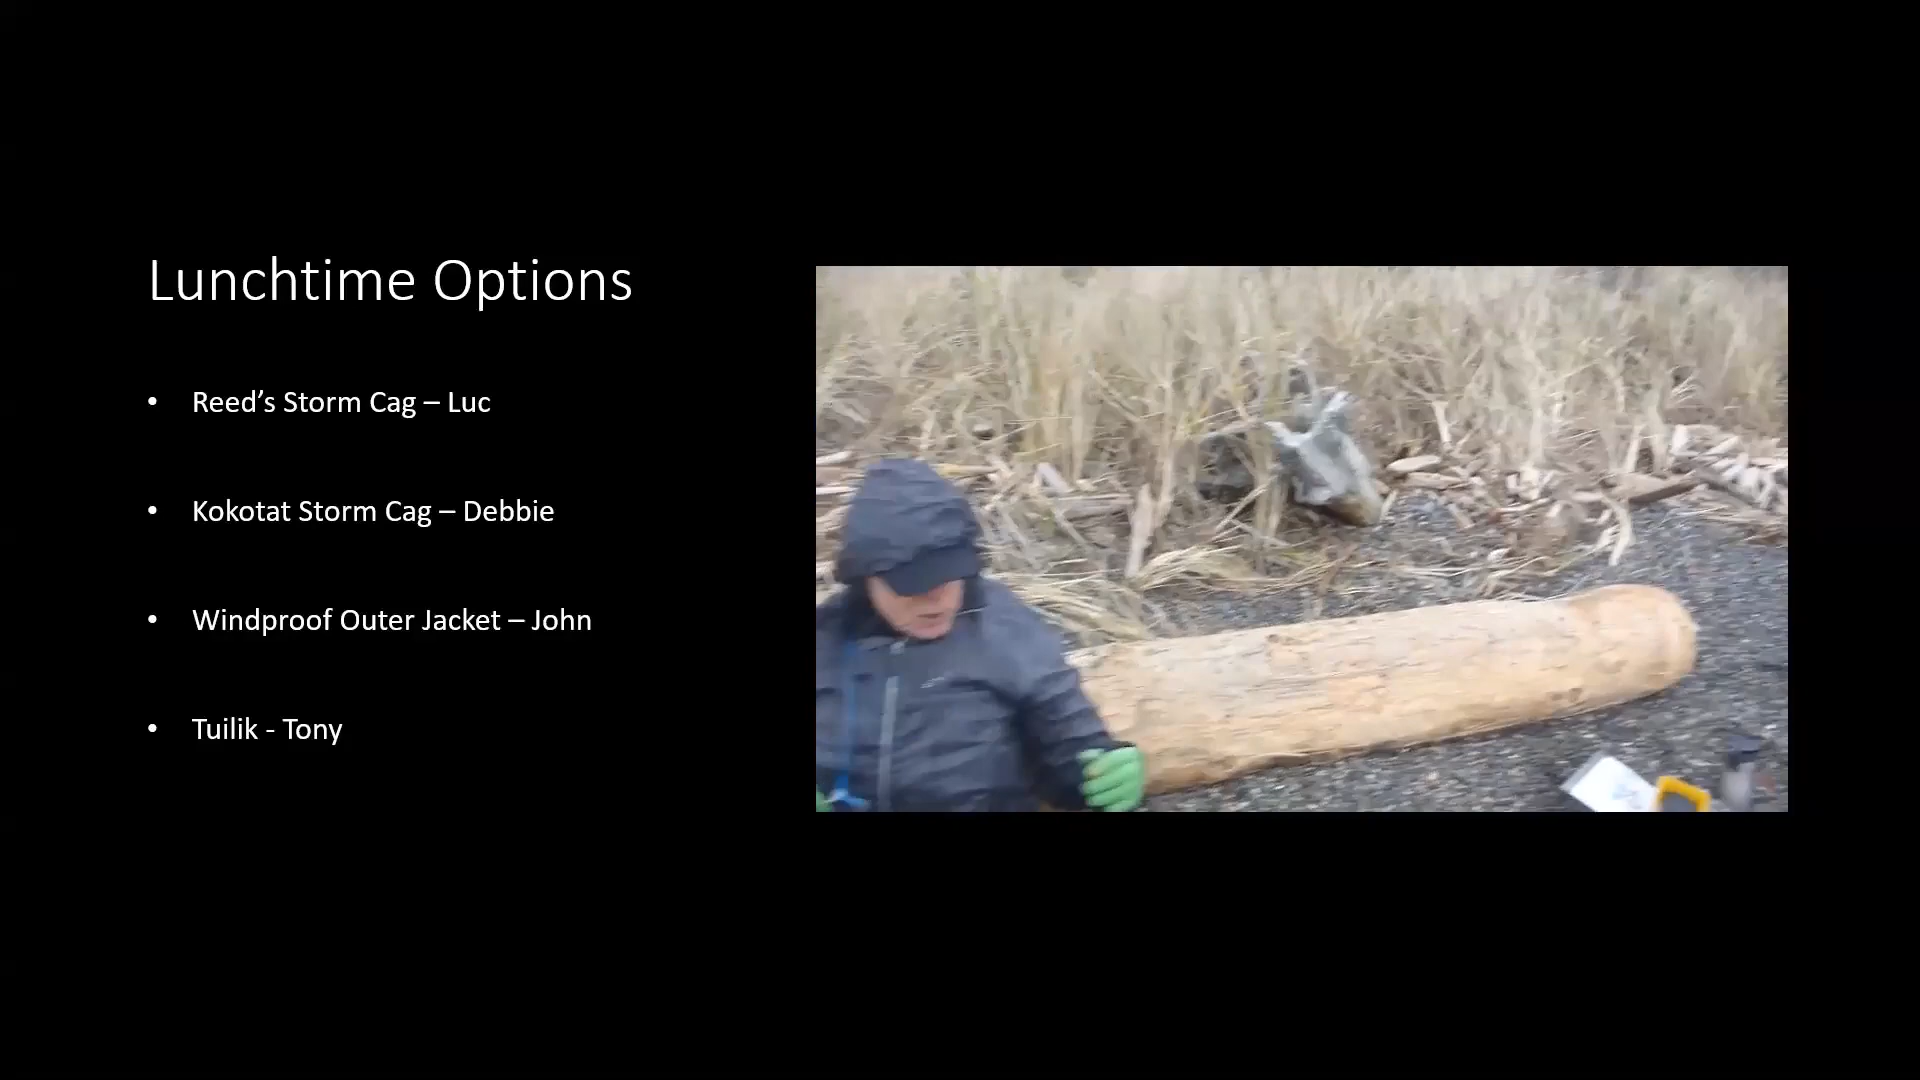 Lunchtime Options
• Reed’s Storm Cag – Luc
• Kokotat Storm Cag – Debbie
• Windproof Outer Jacket – John
• Tuilik - Tony